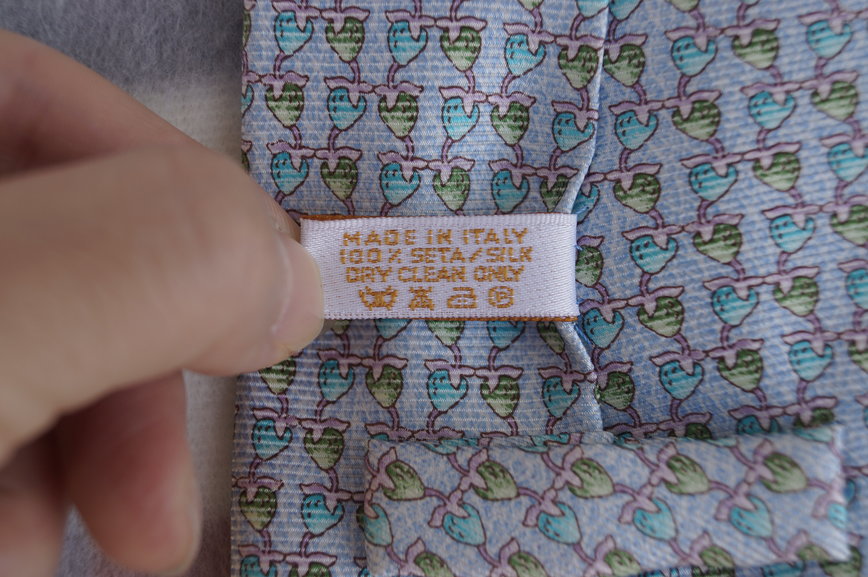 MADE IN ITALY
100% SETA/SILK
DRY CLEAN ONLY